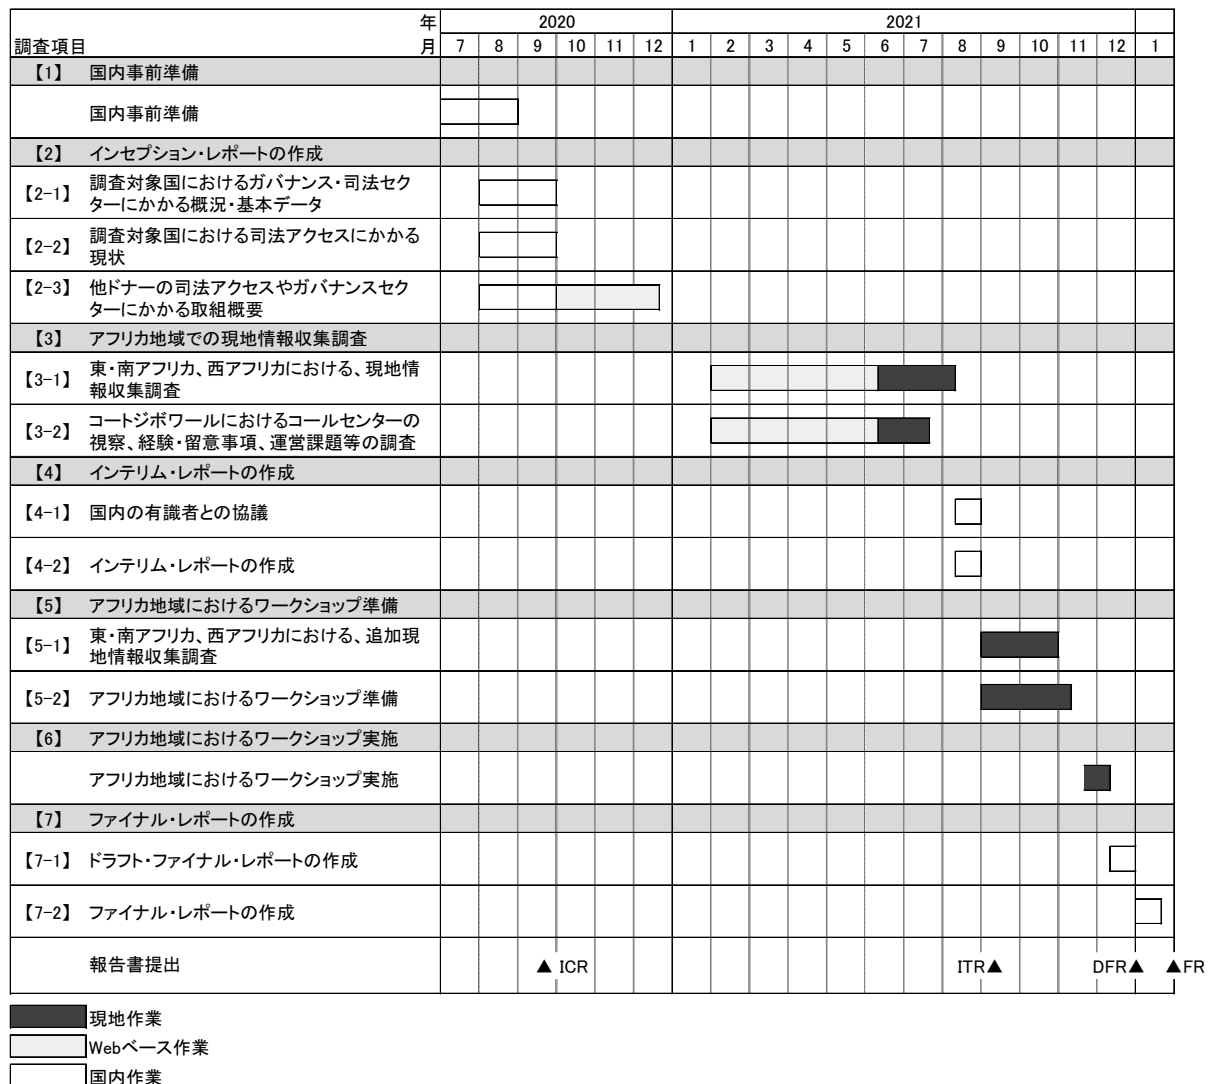 年 2020 2021
調査項目 月 7 8 9 10 11 12 1 2 3 4 5 6 7 8 9 10 11 12 1
【1】 国内事前準備
国内事前準備
【2】 インセプション・レポートの作成
【2-1】 調査対象国におけるガバナンス・司法セク
ターにかかる概況・基本データ
【2-2】 調査対象国における司法アクセスにかかる
現状
【2-3】 他ドナーの司法アクセスやガバナンスセク
ターにかかる取組概要
【3】 アフリカ地域での現地情報収集調査
【3-1】 東・南アフリカ、西アフリカにおける、現地情
報収集調査
【3-2】 コートジボワールにおけるコールセンターの
視察、経験・留意事項、運営課題等の調査
【4】 インテリム・レポートの作成
【4-1】 国内の有識者との協議
【4-2】 インテリム・レポートの作成
【5】 アフリカ地域におけるワークショップ準備
【5-1】 東・南アフリカ、西アフリカにおける、追加現
地情報収集調査
【5-2】 アフリカ地域におけるワークショップ準備
【6】 アフリカ地域におけるワークショップ実施
アフリカ地域におけるワークショップ実施
【7】 ファイナル・レポートの作成
【7-1】 ドラフト・ファイナル・レポートの作成
【7-2】 ファイナル・レポートの作成
報告書提出 ▲ ICR ITR▲ DFR▲ ▲FR
現地作業
Webベース作業
国内作業